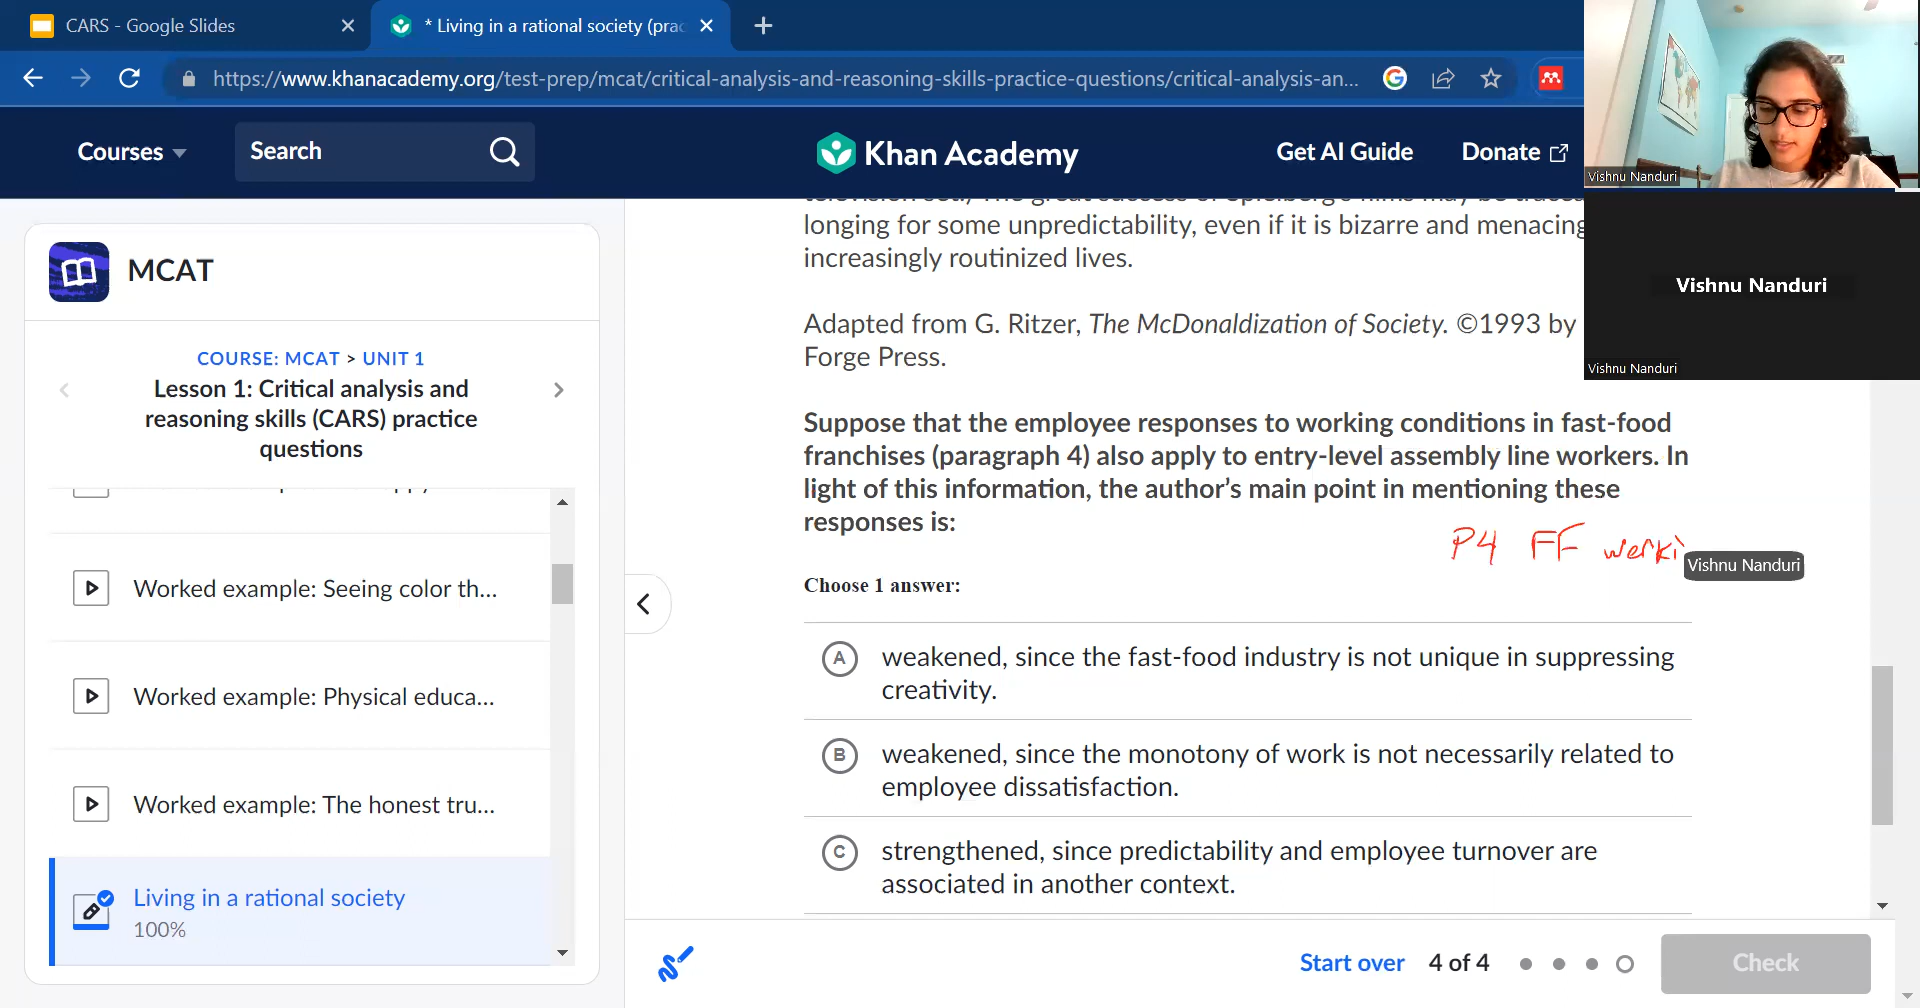 CARS - Google Slides
* Living in a rational society (prac
https://www.khanacademy.org/test-prep/mcat/critical-analysis-and-reasoning-skills-practice-questions/critical-analysis-an...
Courses
Search
Khan Academy
Get AI Guide
Donate
Vishnu Nanduri
Vishnu Nanduri
Vishnu Nanduri
MCAT
COURSE: MCAT > UNIT 1
Lesson 1: Critical analysis and
reasoning skills (CARS) practice
questions
Worked example: Seeing color th...
Worked example: Physical educa...
Worked example: The honest tru...
Living in a rational society
100%
longing for some unpredictability, even if it is bizarre and menacing
increasingly routinized lives.
Adapted from G. Ritzer, The McDonaldization of Society. ©1993 by
Forge Press.
Suppose that the employee responses to working conditions in fast-food
franchises (paragraph 4) also apply to entry-level assembly line workers. In
light of this information, the author's main point in mentioning these
responses is:
P4 FF worki
Vishnu Nanduri
Choose 1 answer:
A weakened, since the fast-food industry is not unique in suppressing
creativity.
B weakened, since the monotony of work is not necessarily related to
employee dissatisfaction.
C strengthened, since predictability and employee turnover are
associated in another context.
Start over
4 of 4
Check